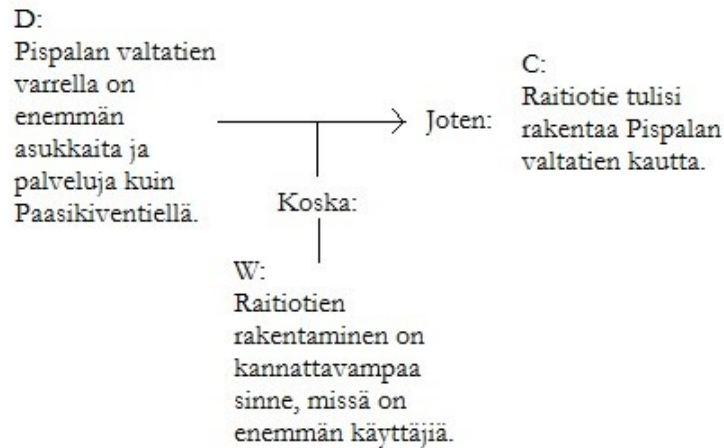 D:
Pispalan valtatien
varrella on
enemmän
asukkaita ja
palveluja kuin
Paasikiventiellä.
Joten:
C:
Raitiotie tulisi
rakentaa Pispalan
valtatien kautta.
Koska:
W:
Raitiotien
rakentaminen on
kannattavampaa
sinne, missä on
enemmän käyttäjiä.